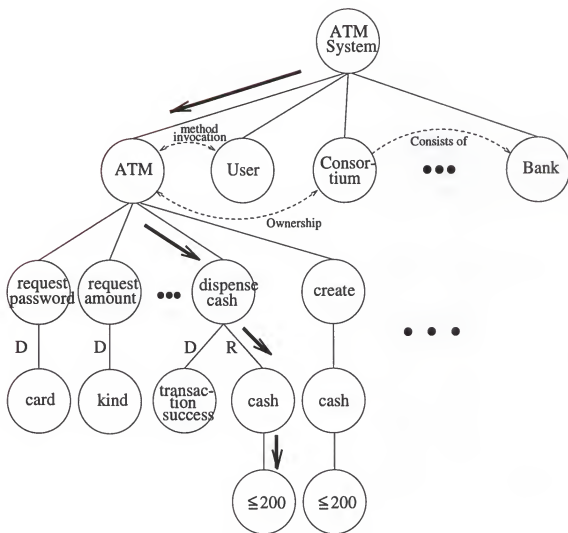 ATM
System
method
invocation
Consists of
ATM
User
Consor-
tium
Bank
Ownership
request
password
request
amount
dispense
cash
create
D
D
D
R
card
kind
transac-
tion
success
cash
cash
≦200
≦200